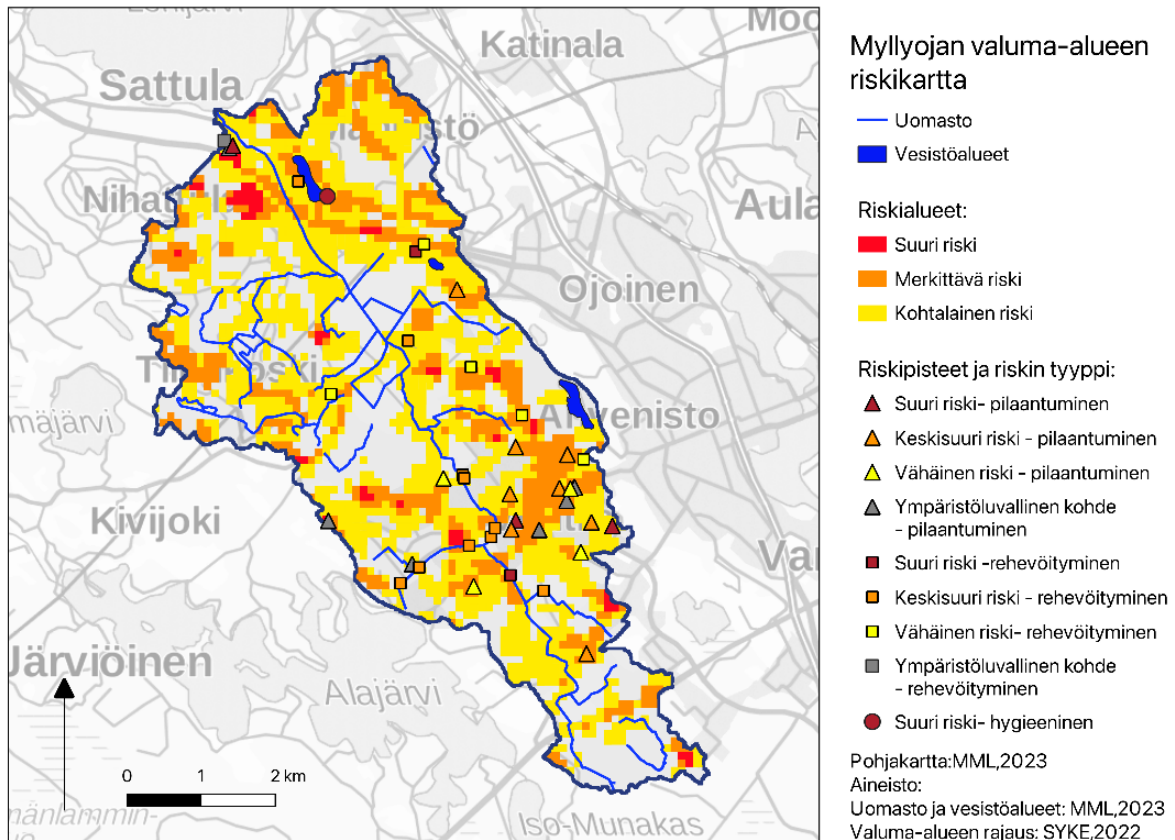 Katinala
Sattula
Aula
Ojoinen
Kivijoki
Järviöinen
Alajärvi
Iso-Munakas
0 1 2 km
Myllyojan valuma-alueen
riskikartta
Uomasto
Vesistöalueet
Riskialueet:
Suuri riski
Merkittävä riski
Kohtalainen riski
Riskipisteet ja riskin tyyppi:
Suuri riski- pilaantuminen
Keskisuuri riski - pilaantuminen
Vähäinen riski - pilaantuminen
Ympäristöluvallinen kohde
- pilaantuminen
Suuri riski -rehevöityminen
Keskisuuri riski - rehevöityminen
Vähäinen riski- rehevöityminen
Ympäristöluvallinen kohde
- rehevöityminen
Suuri riski- hygieeninen
Pohjakartta:MML,2023
Aineisto:
Uomasto ja vesistöalueet: MML,2023
Valuma-alueen rajaus: SYKE,2022